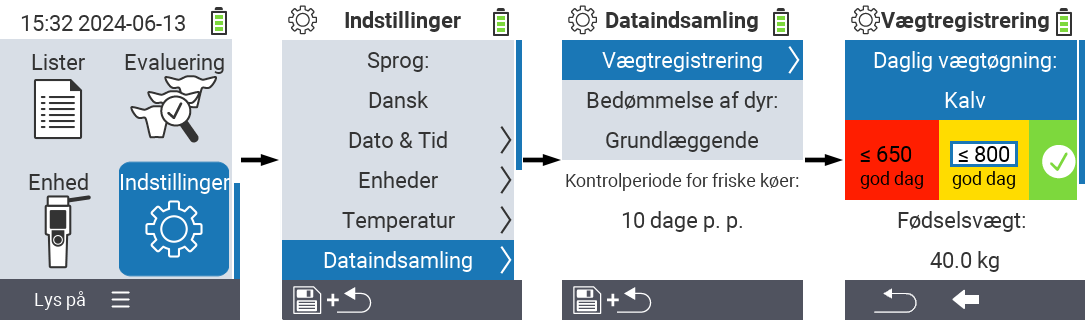 15:32 2024-06-13
Lister
Evaluering
Enhed
Indstillinger
Lys på
Indstillinger
Sprog:
Dansk
Dato & Tid
Enheder
Temperatur
Dataindsamling
+
Dataindsamling
Vægtregistrering
Bedømmelse af dyr:
Grundlæggende
Kontrolperiode for friske køer:
10 dage p. p.
+
Vægtregistrering
Daglig vægtøgning:
Kalv
≤ 650
god dag
≤ 800
god dag
Fødselsvægt:
40.0 kg